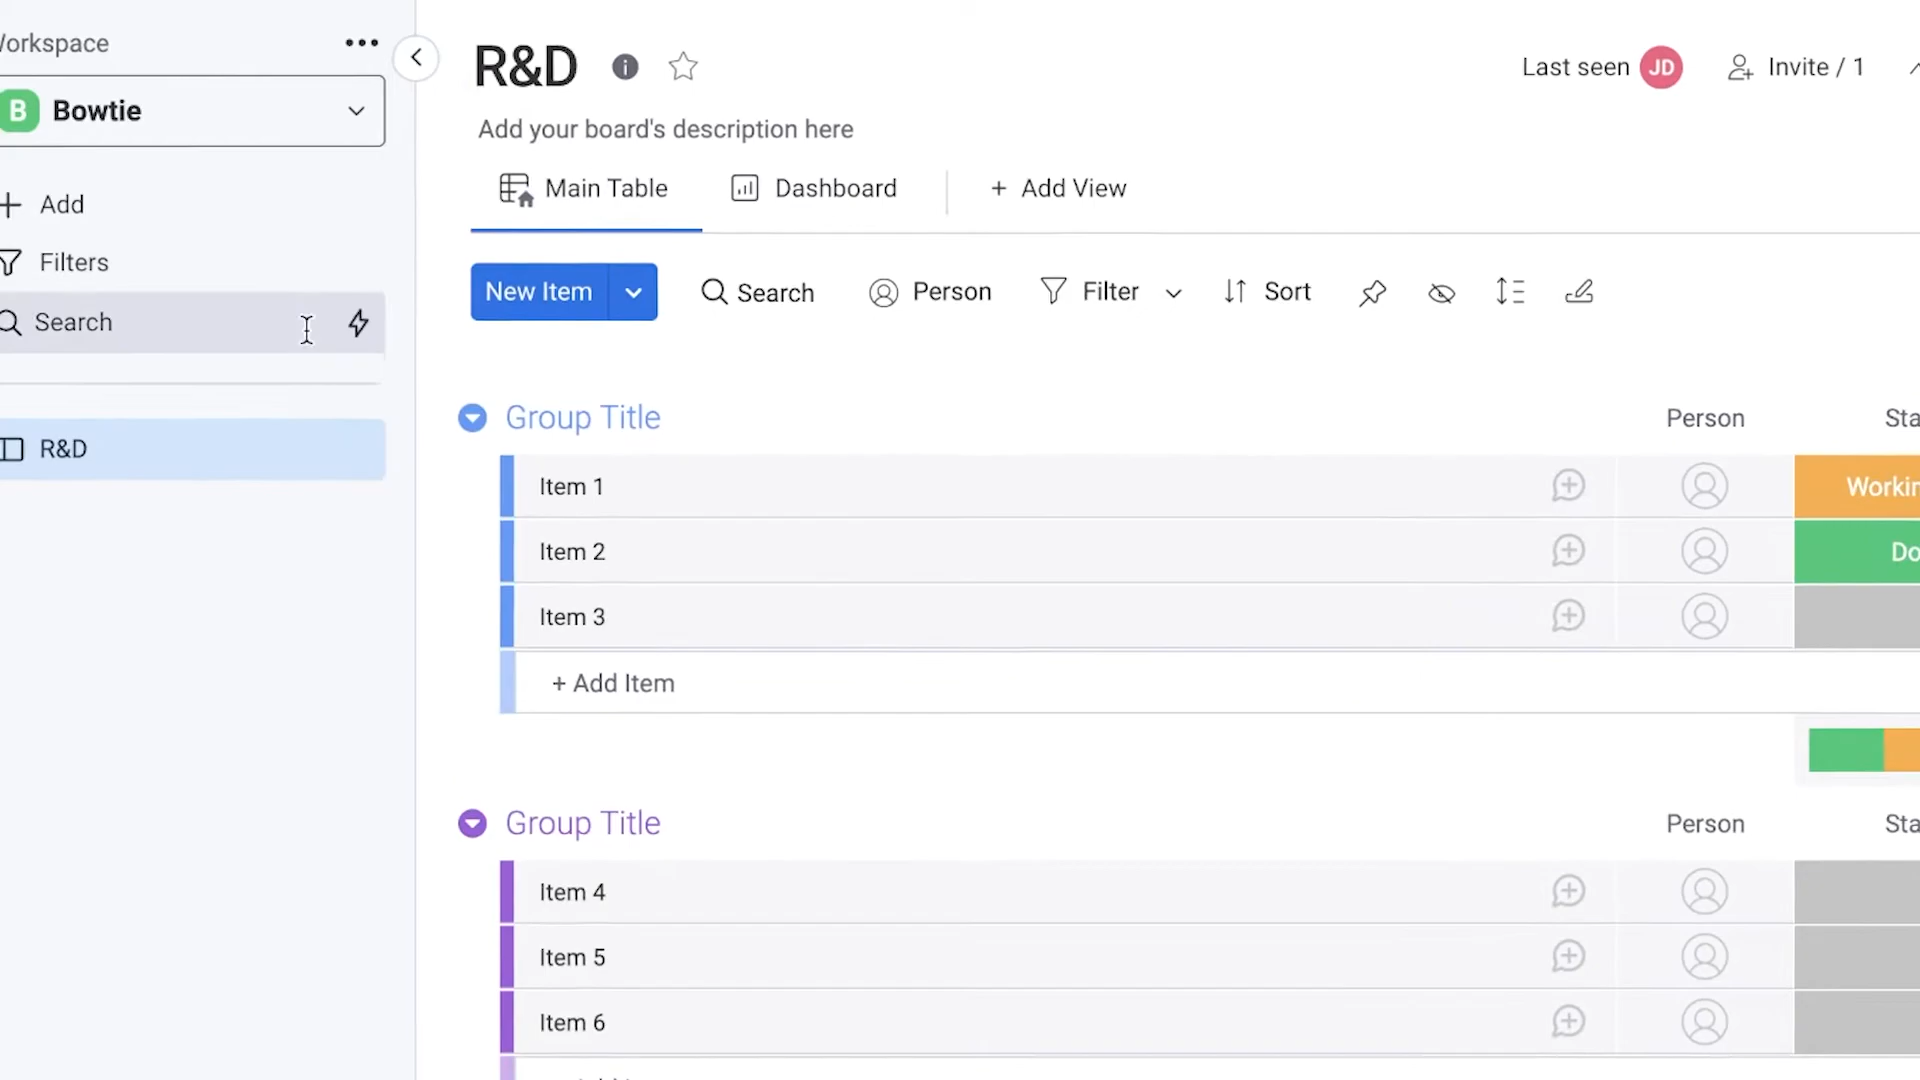 orkspace
B Bowtie
Add
Filters
Search
R&D
R&D
Last seen JD
Invite / 1
Add your board's description here
Main Table
Dashboard
+ Add View
New Item
Search
Person
Filter
Sort
Group Title
Person
Sta
Item 1
Workin
Item 2
Do
Item 3
+ Add Item
Group Title
Person
Sta
Item 4
Item 5
Item 6